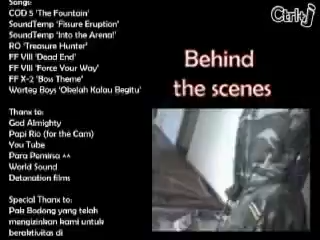 Songs:
COD 5 'The Fountain'
SoundTemp 'Fissure Eruption'
SoundTemp 'Into the Arena!'
RO 'Treasure Hunter'
FF VIII 'Dead End'
FF VIII 'Force Your Way'
FF X-2 'Boss Theme'
Warteg Boys 'Okelah Kalau Begitu'
Thanx to:
God Almighty
Papi Rio (for the Cam)
You Tube
Para Pemirsa ^^
World Sound
Detonation films
Special Thanx to:
Pak Bodong yang telah
mengizinkan kami untuk
beraktivitas di
Behind
the scenes
Ctrl+J